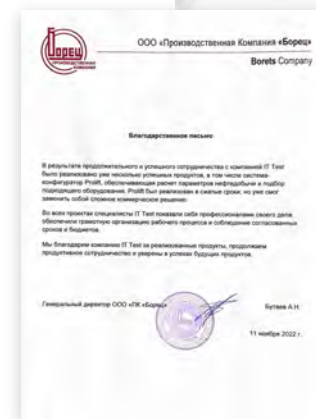 Борец
ПРОИЗВОДСТВЕННАЯ
КОМПАНИЯ
ООО «Производственная Компания «Борец»
Borets Company
Благодарственное письмо
В результате продолжительного и успешного сотрудничества с компанией IT Test
было реализовано уже несколько успешных продуктов, в том числе система-
конфигуратор Prolift, обеспечивающая расчет параметров нефтедобычи и подбор
подходящего оборудования. Prolift был реализован в сжатые сроки, но уже смог
заменить собой сложное коммерческое решение.
Во всех проектах специалисты IT Test показали себя профессионалами своего дела,
обеспечили грамотную организацию рабочего процесса и соблюдение согласованных
сроков и бюджетов.
Мы благодарим компанию IT Test за реализованные продукты, продолжаем
продуктивное сотрудничество и уверены в успехах будущих продуктов.
Генеральный директор ООО «ПК «Борец»
Бутаев А.Н.
11 ноября 2022 г.